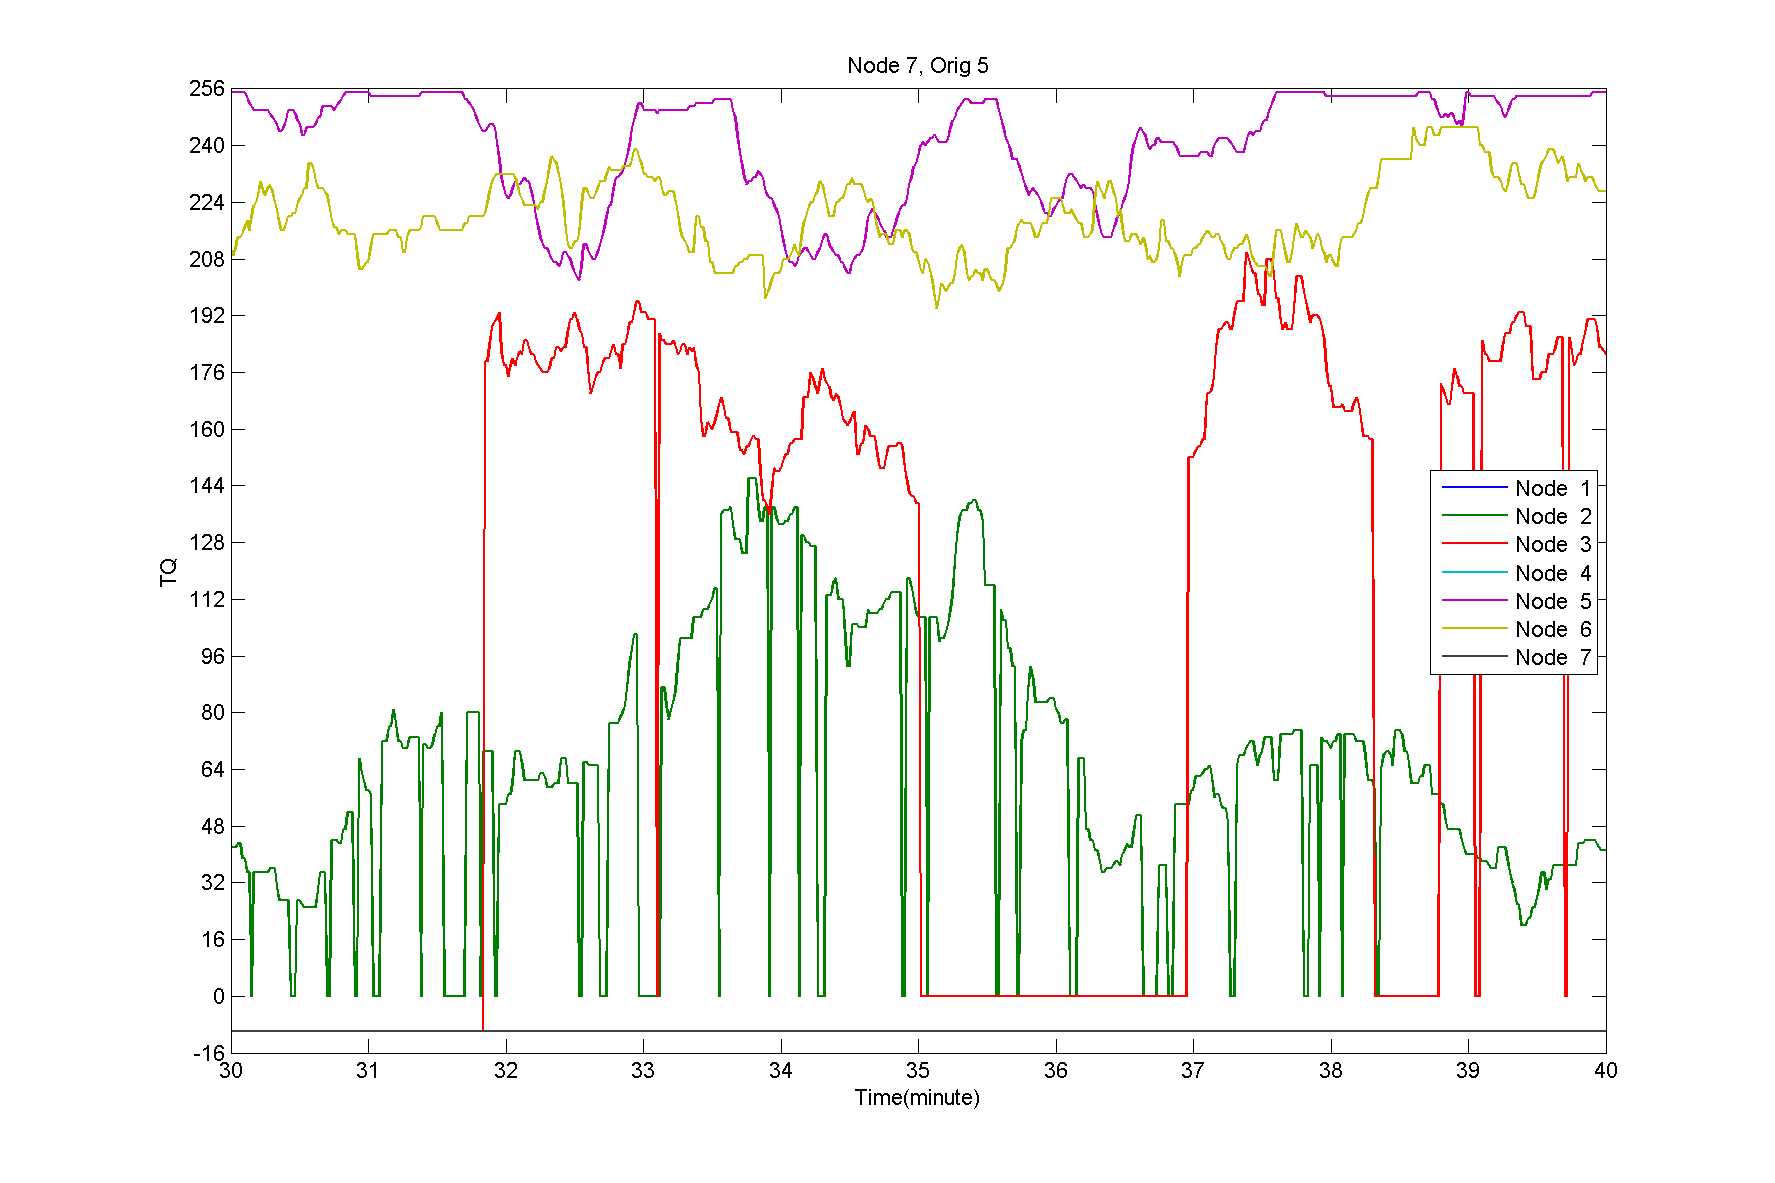 Node 7, Orig 5
256
240
224
208
192
176
160
144
128
112
96
80
64
48
32
16
0
-16
TQ
Node 1
Node 2
Node 3
Node 4
Node 5
Node 6
Node 7
30 31 32 33 34 35 36 37 38 39 40
Time(minute)